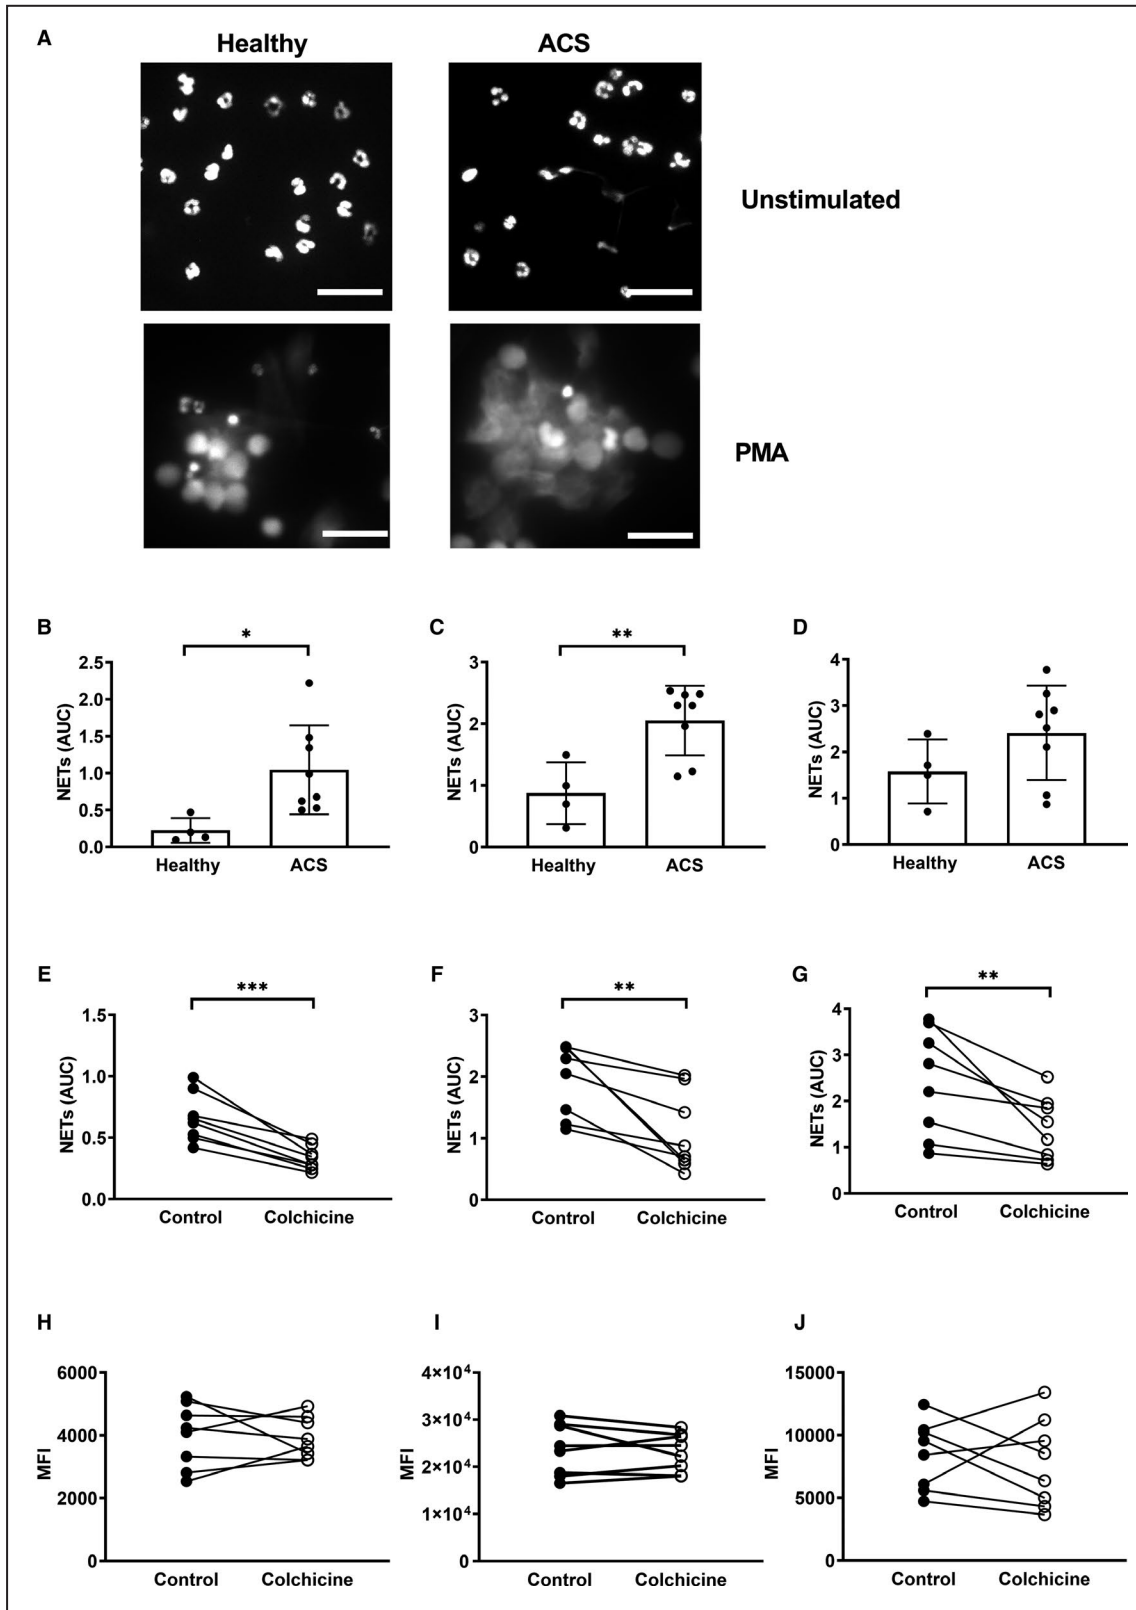 A
Healthy ACS
Unstimulated
PMA
B C D
* **
NETs (AUC)
2.5
2.0
1.5
1.0
0.5
0.0
Healthy ACS
NETs (AUC)
3
2
1
0
Healthy ACS
NETs (AUC)
4
3
2
1
0
Healthy ACS
E F G
*** ** **
NETs (AUC)
1.5
1.0
0.5
0.0
Control Colchicine
NETs (AUC)
3
2
1
0
Control Colchicine
NETs (AUC)
4
3
2
1
0
Control Colchicine
H I J
MFI
6000
4000
2000
0
Control Colchicine
MFI
4×10⁴
3×10⁴
2×10⁴
1×10⁴
0
Control Colchicine
MFI
15000
10000
5000
0
Control Colchicine